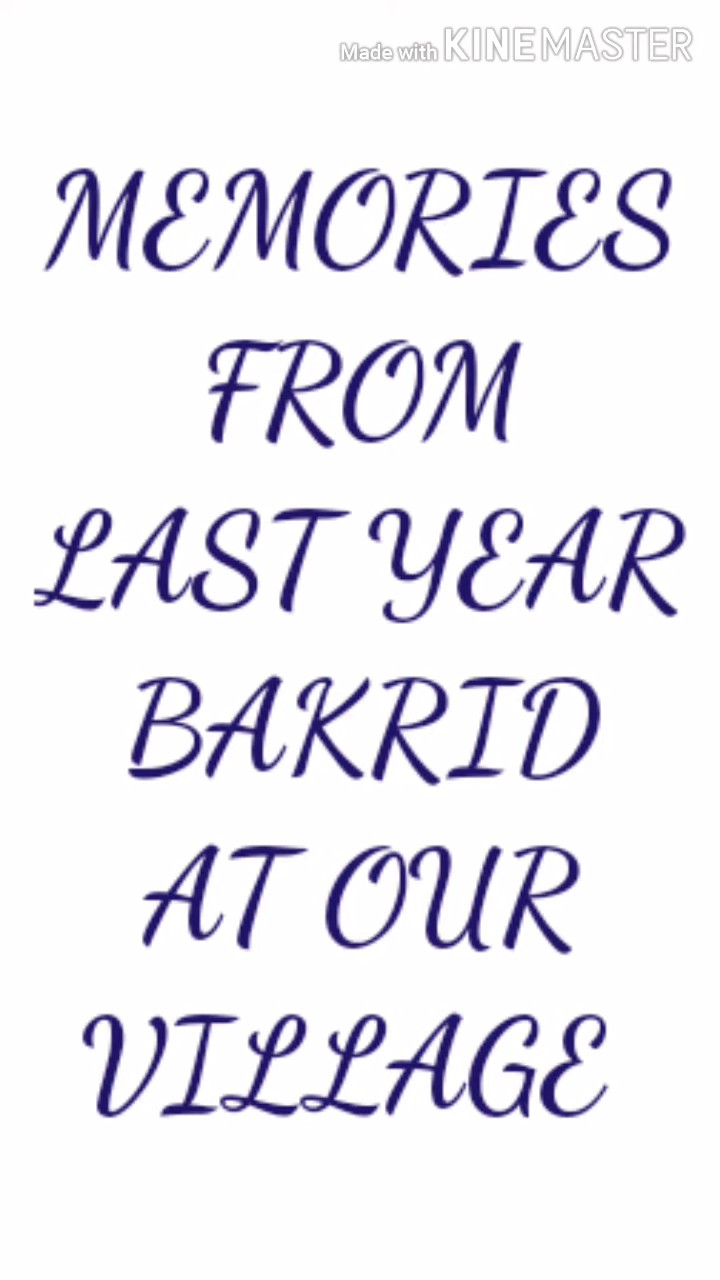 Made with KINEMASTER
MEMORIES
FROM
LAST YEAR
BAKRID
AT OUR
VILLAGE